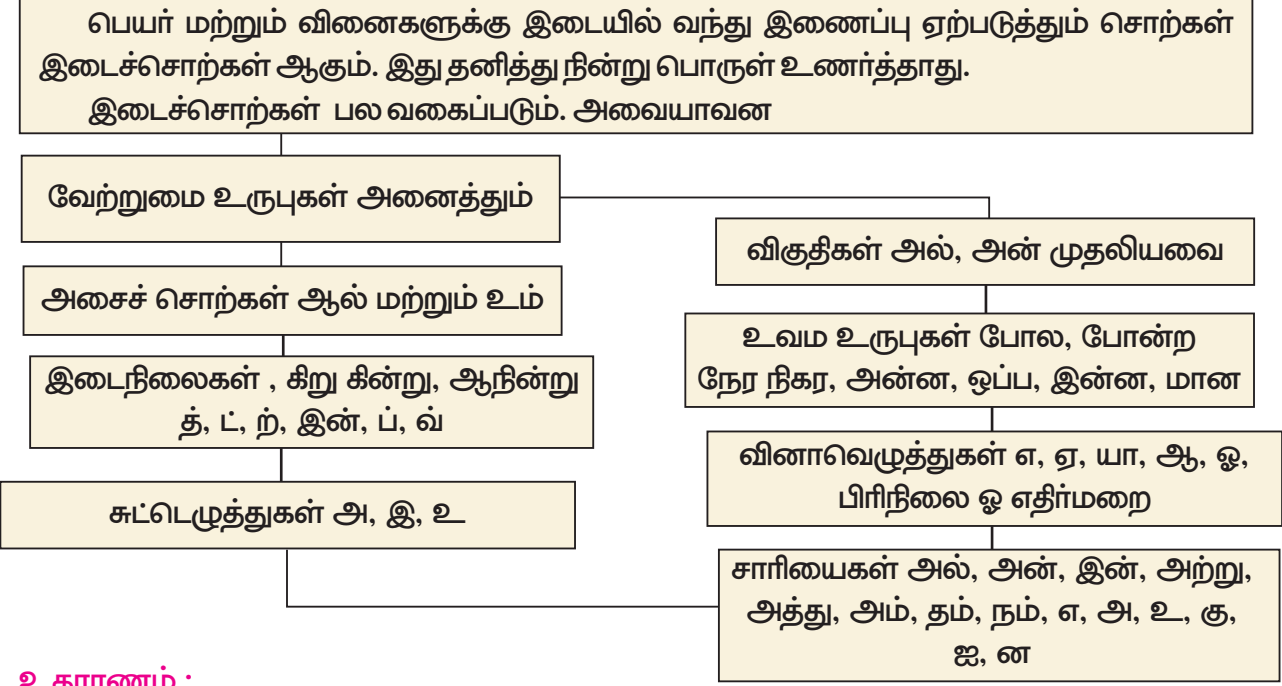 பெயர் மற்றும் வினைகளுக்கு இடையில் வந்து இணைப்பு ஏற்படுத்தும் சொற்கள்
இடைச்சொற்கள் ஆகும். இது தனித்து நின்று பொருள் உணர்த்தாது.
இடைச்சொற்கள் பல வகைப்படும். அவையாவன
வேற்றுமை உருபுகள் அனைத்தும்
அசைச் சொற்கள் ஆல் மற்றும் உம்
இடைநிலைகள் , கிறு கின்று, ஆநின்று
த், ட், ற், இன், ப், வ்
சுட்டெழுத்துகள் அ, இ, உ
விகுதிகள் அல், அன் முதலியவை
உவம உருபுகள் போல, போன்ற
நேர நிகர, அன்ன, ஒப்ப, இன்ன, மான
வினாவெழுத்துகள் எ, ஏ, யா, ஆ, ஓ,
பிரிநிலை ஓ எதிர்மறை
சாரியைகள் அல், அன், இன், அற்று,
அத்து, அம், தம், நம், எ, அ, உ, கு,
ஐ, ன